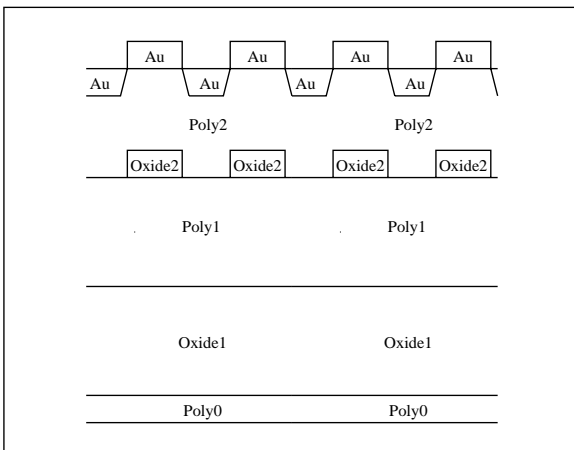 Au Au Au Au
Au Au Au Au
Poly2 Poly2
Oxide2 Oxide2 Oxide2 Oxide2
Poly1 Poly1
Oxide1 Oxide1
Poly0 Poly0